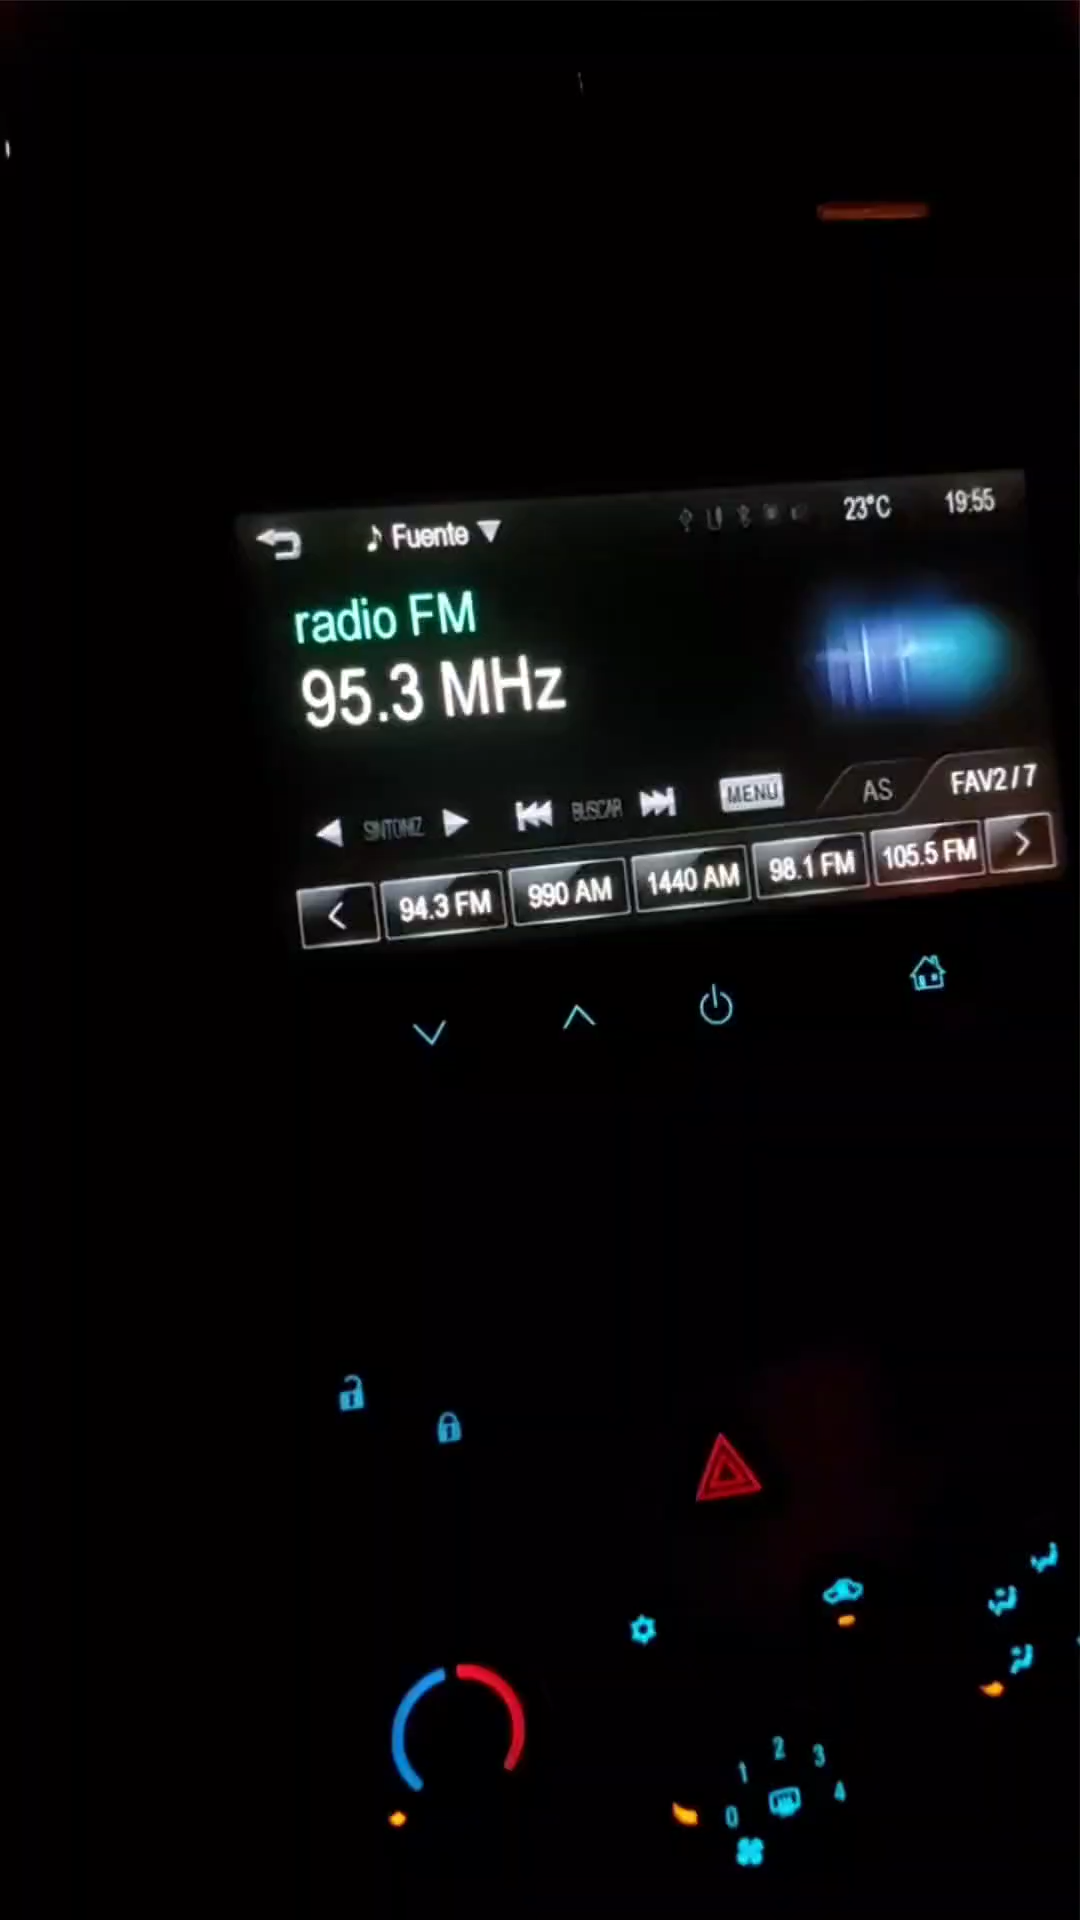 Fuente 23°C 19:55
radio FM
95.3 MHz
SINTONIZ BUSCAR MENÚ AS FAV2 / 7
< 94.3 FM 990 AM 1440 AM 98.1 FM 105.5 FM >
0 1 2 3 4